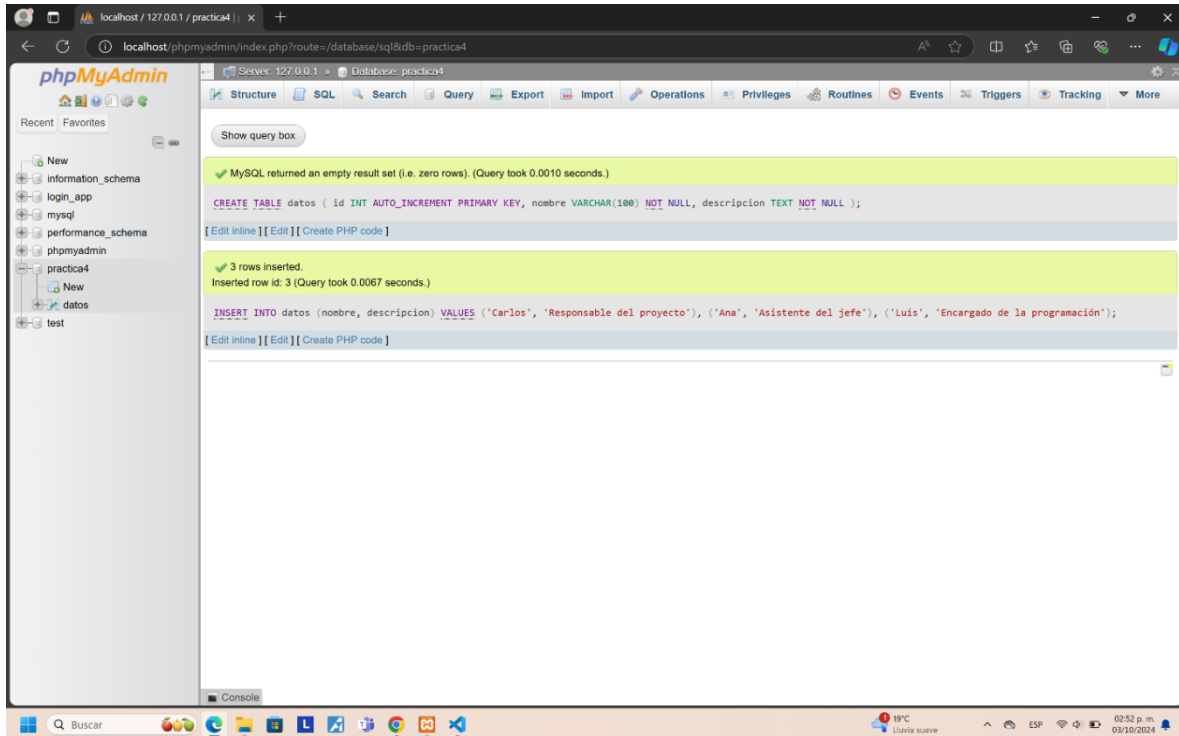 localhost / 127.0.0.1 / practica4 |
localhost/phpmyadmin/index.php?route=/database/sql&db=practica4
phpMyAdmin
Server: 127.0.0.1 » Database: practica4
Structure SQL Search Query Export Import Operations Privileges Routines Events Triggers Tracking More
Recent Favorites
New
information_schema
login_app
mysql
performance_schema
phpmyadmin
practica4
New
datos
test
Show query box
MySQL returned an empty result set (i.e. zero rows). (Query took 0.0010 seconds.)
CREATE TABLE datos ( id INT AUTO_INCREMENT PRIMARY KEY, nombre VARCHAR(100) NOT NULL, descripcion TEXT NOT NULL );
[ Edit inline ] [ Edit ] [ Create PHP code ]
3 rows inserted.
Inserted row id: 3 (Query took 0.0067 seconds.)
INSERT INTO datos (nombre, descripcion) VALUES ('Carlos', 'Responsable del proyecto'), ('Ana', 'Asistente del jefe'), ('Luis', 'Encargado de la programación');
[ Edit inline ] [ Edit ] [ Create PHP code ]
Console
Buscar
L
1
19°C
Lluvia suave
ESP
02:52 p. m.
03/10/2024